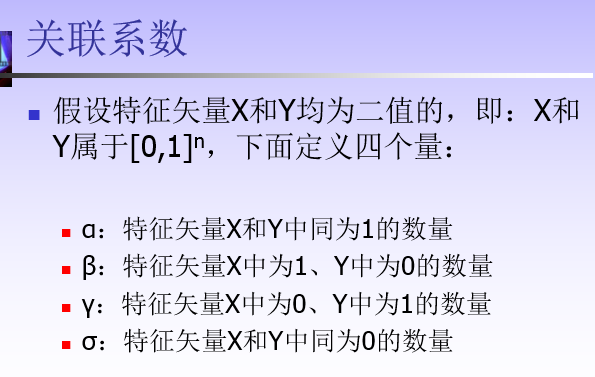 关联系数
假设特征矢量X和Y均为二值的，即：X和
Y属于[0,1]ⁿ，下面定义四个量：
α：特征矢量X和Y中同为1的数量
β：特征矢量X中为1、Y中为0的数量
γ：特征矢量X中为0、Y中为1的数量
σ：特征矢量X和Y中同为0的数量